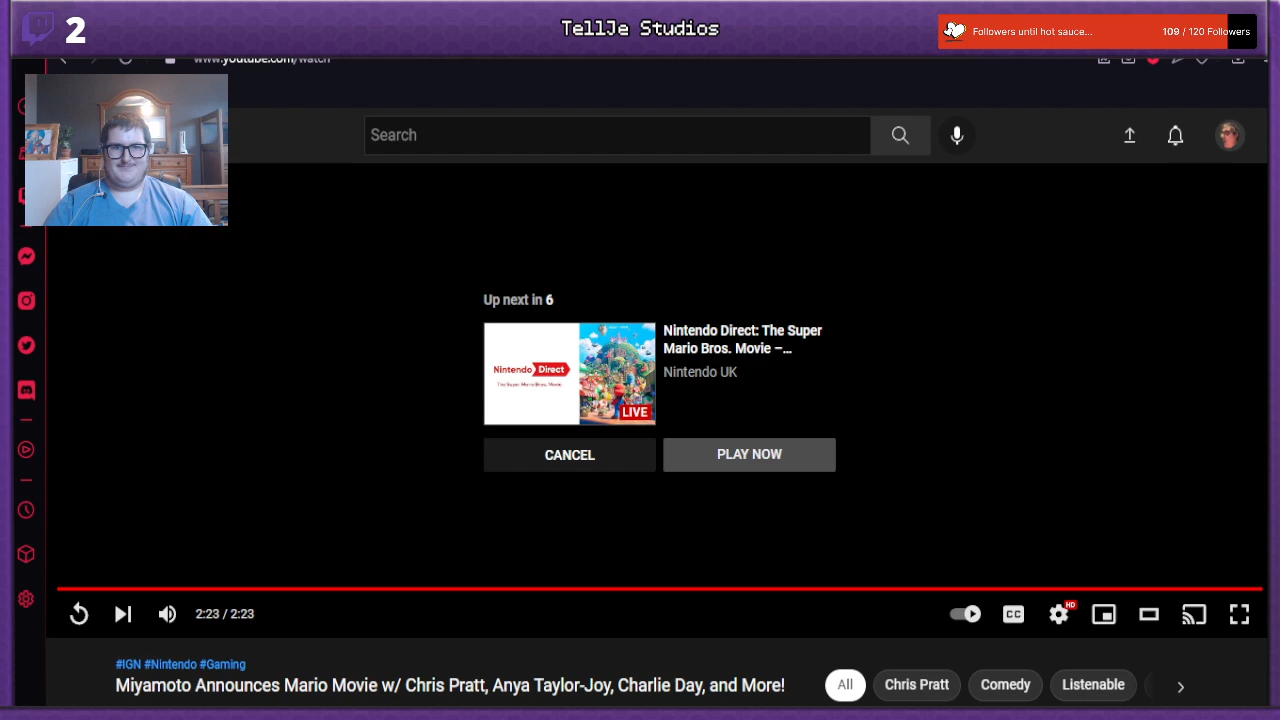 2
TellJe Studios
Followers until hot sauce... 109 / 120 Followers
www.youtube.com/watch
Search
Up next in 6
Nintendo Direct
The Super Mario Bros. Movie
LIVE
Nintendo Direct: The Super
Mario Bros. Movie –...
Nintendo UK
CANCEL
PLAY NOW
2:23 / 2:23
CC
HD
#IGN #Nintendo #Gaming
Miyamoto Announces Mario Movie w/ Chris Pratt, Anya Taylor-Joy, Charlie Day, and More!
All
Chris Pratt
Comedy
Listenable